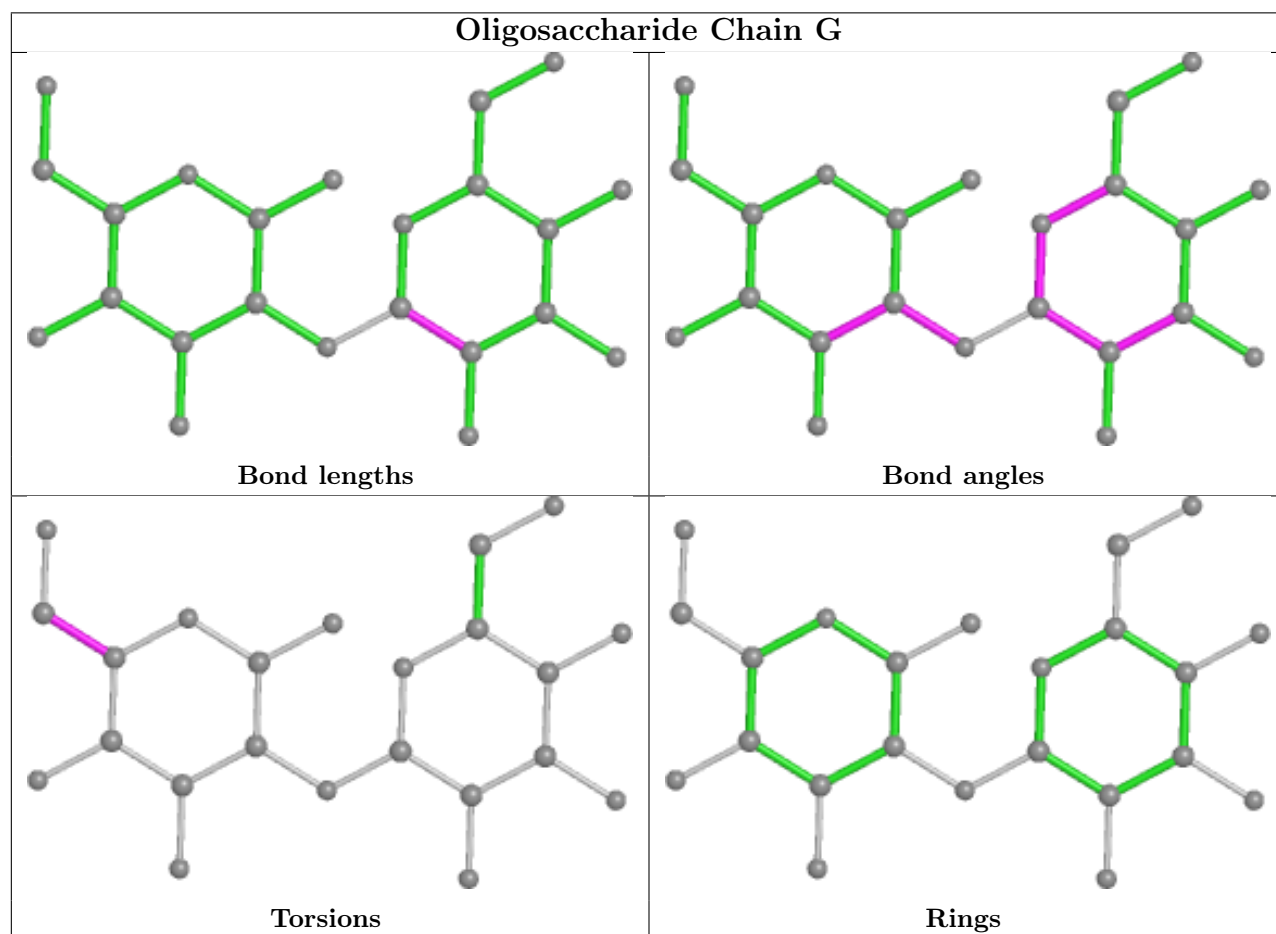 Oligosaccharide Chain G
Bond lengths
Bond angles
Torsions
Rings